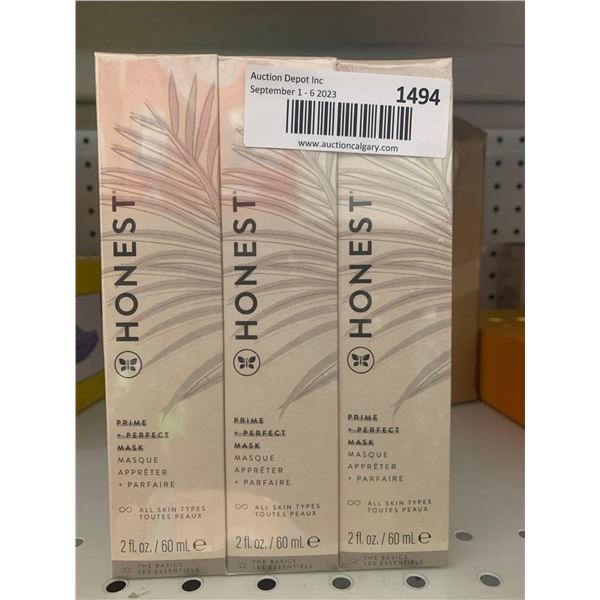 Auction Depot Inc
September 1 - 6 2023
1494
www.auctioncalgary.com
HONEST®
PRIME
+ PERFECT
MASK
MASQUE
APPRÊTER
+ PARFAIRE
ALL SKIN TYPES
TOUTES PEAUX
2 fl. oz. / 60 mL e
THE BASICS
LES ESSENTIELS
HONEST®
PRIME
+ PERFECT
MASK
MASQUE
APPRÊTER
+ PARFAIRE
ALL SKIN TYPES
TOUTES PEAUX
2 fl. oz. / 60 mL e
THE BASICS
LES ESSENTIELS
HONEST®
PRIME
+ PERFECT
MASK
MASQUE
APPRÊTER
+ PARFAIRE
ALL SKIN TYPES
TOUTES PEAUX
2 fl. oz. / 60 mL e
THE BASICS
LES ESSENTIELS